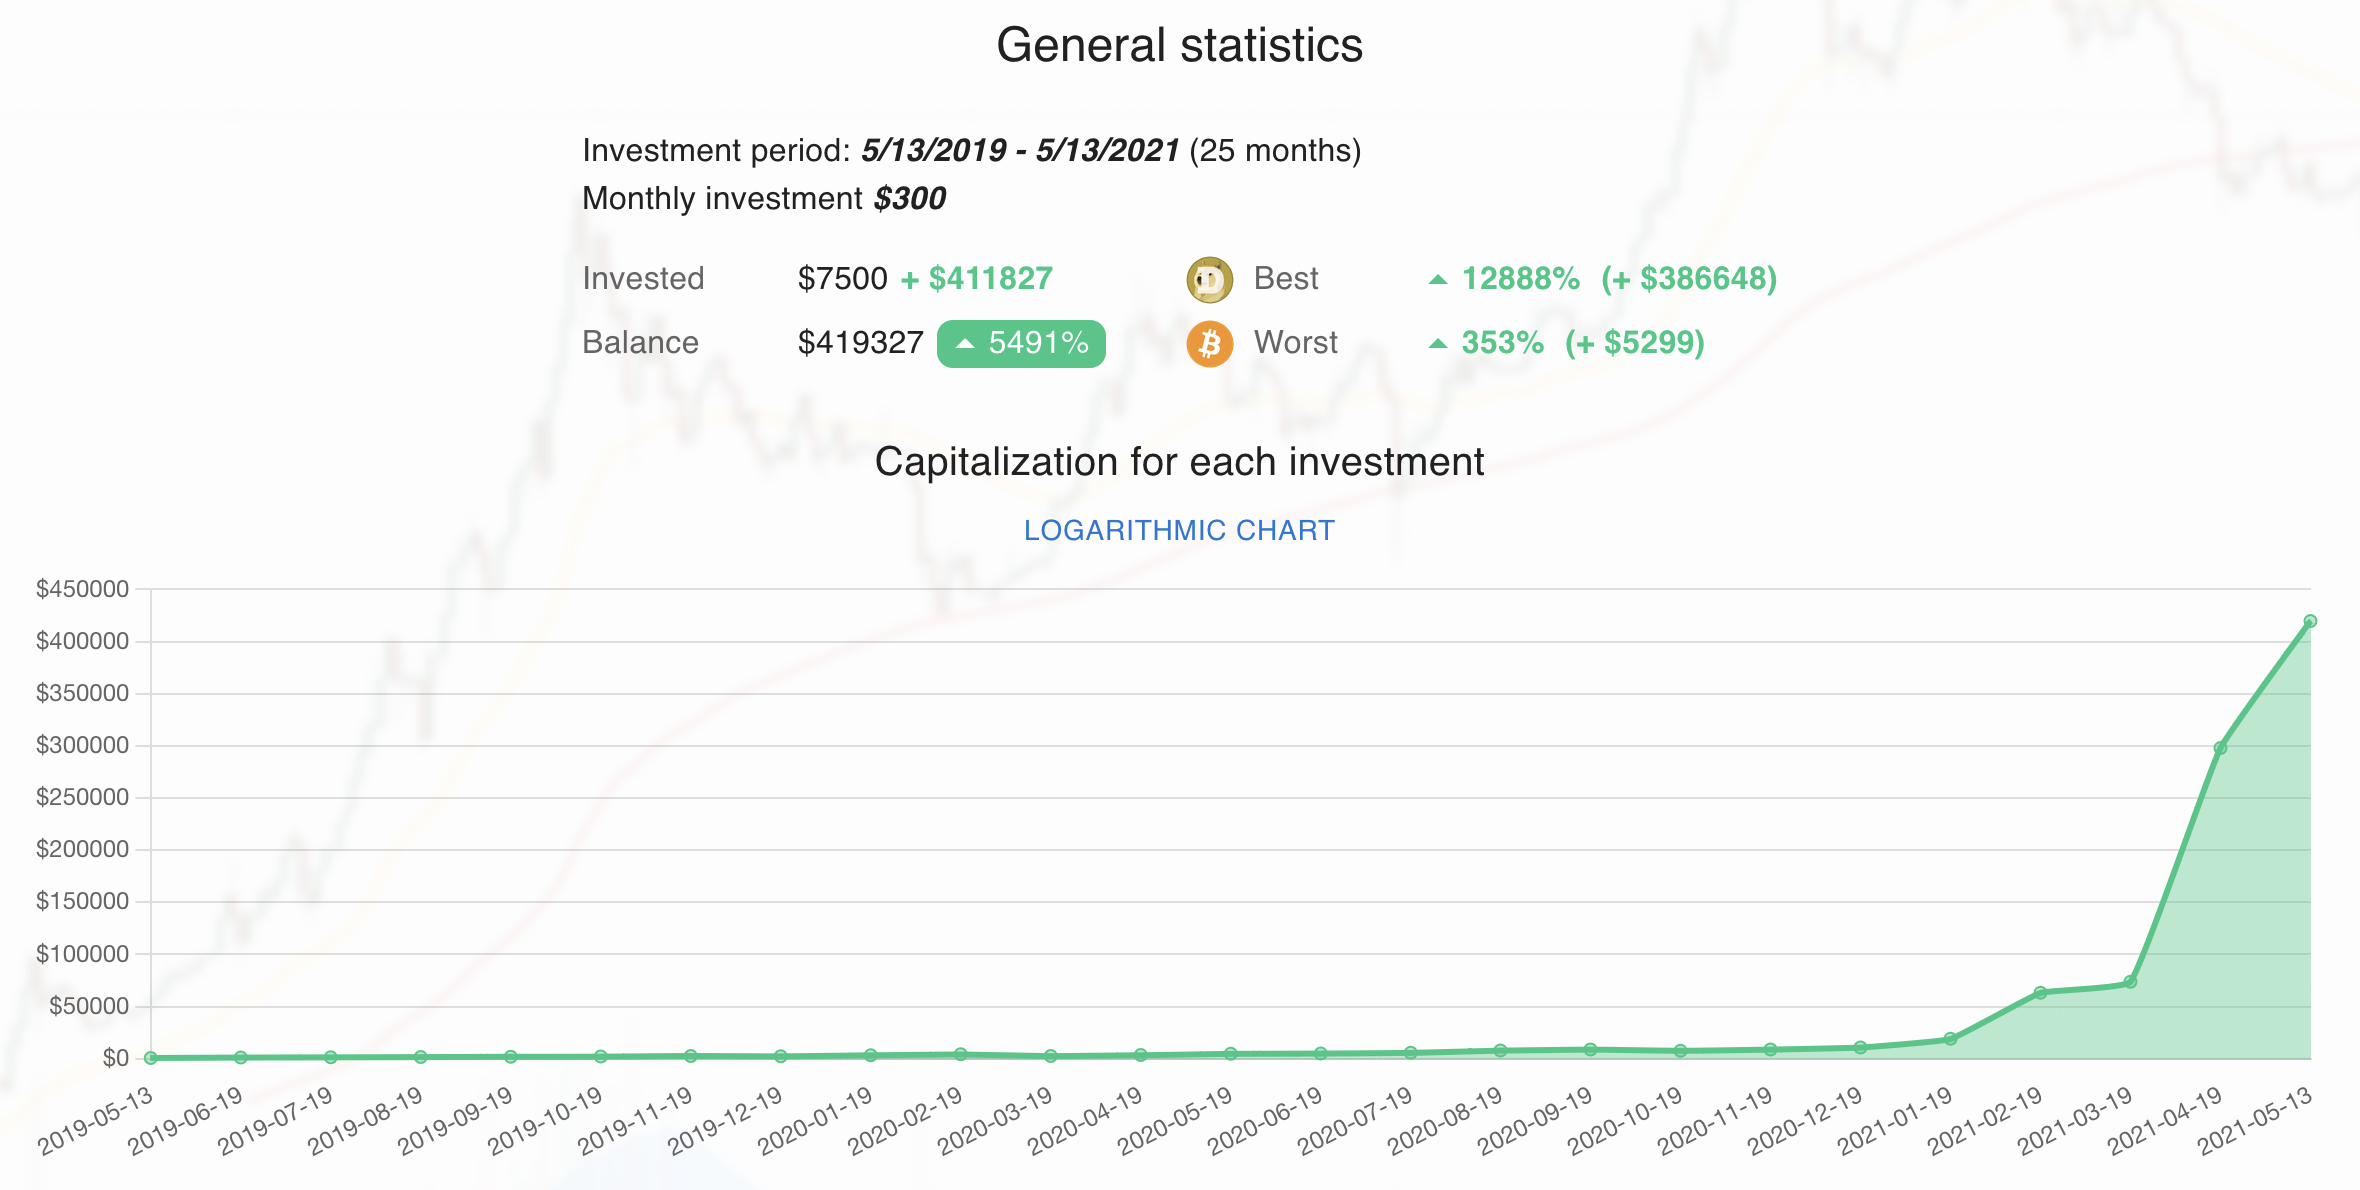 General statistics
Investment period: 5/13/2019 - 5/13/2021 (25 months)
Monthly investment $300
Invested $7500 + $411827 Best 12888% (+ $386648)
Balance $419327 5491% Worst 353% (+ $5299)
Capitalization for each investment
LOGARITHMIC CHART
$450000
$400000
$350000
$300000
$250000
$200000
$150000
$100000
$50000
$0
2019-05-13 2019-06-19 2019-07-19 2019-08-19 2019-09-19 2019-10-19 2019-11-19 2019-12-19 2020-01-19 2020-02-19 2020-03-19 2020-04-19 2020-05-19 2020-06-19 2020-07-19 2020-08-19 2020-09-19 2020-10-19 2020-11-19 2020-12-19 2021-01-19 2021-02-19 2021-03-19 2021-04-19 2021-05-13